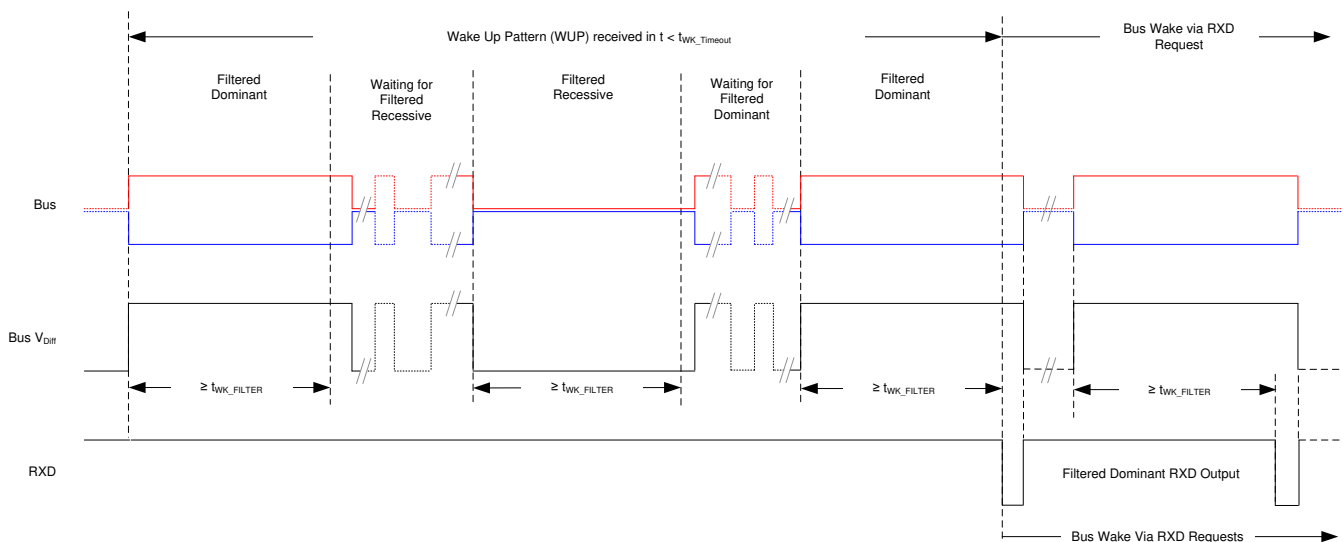 Wake Up Pattern (WUP) received in t < tWK_Timeout
Bus Wake via RXD
Request
Filtered
Dominant
Waiting for
Filtered
Recessive
Filtered
Recessive
Waiting for
Filtered
Dominant
Filtered
Dominant
Bus
Bus VDiff
≥ tWK_FILTER
≥ tWK_FILTER
≥ tWK_FILTER
≥ tWK_FILTER
RXD
Filtered Dominant RXD Output
Bus Wake Via RXD Requests